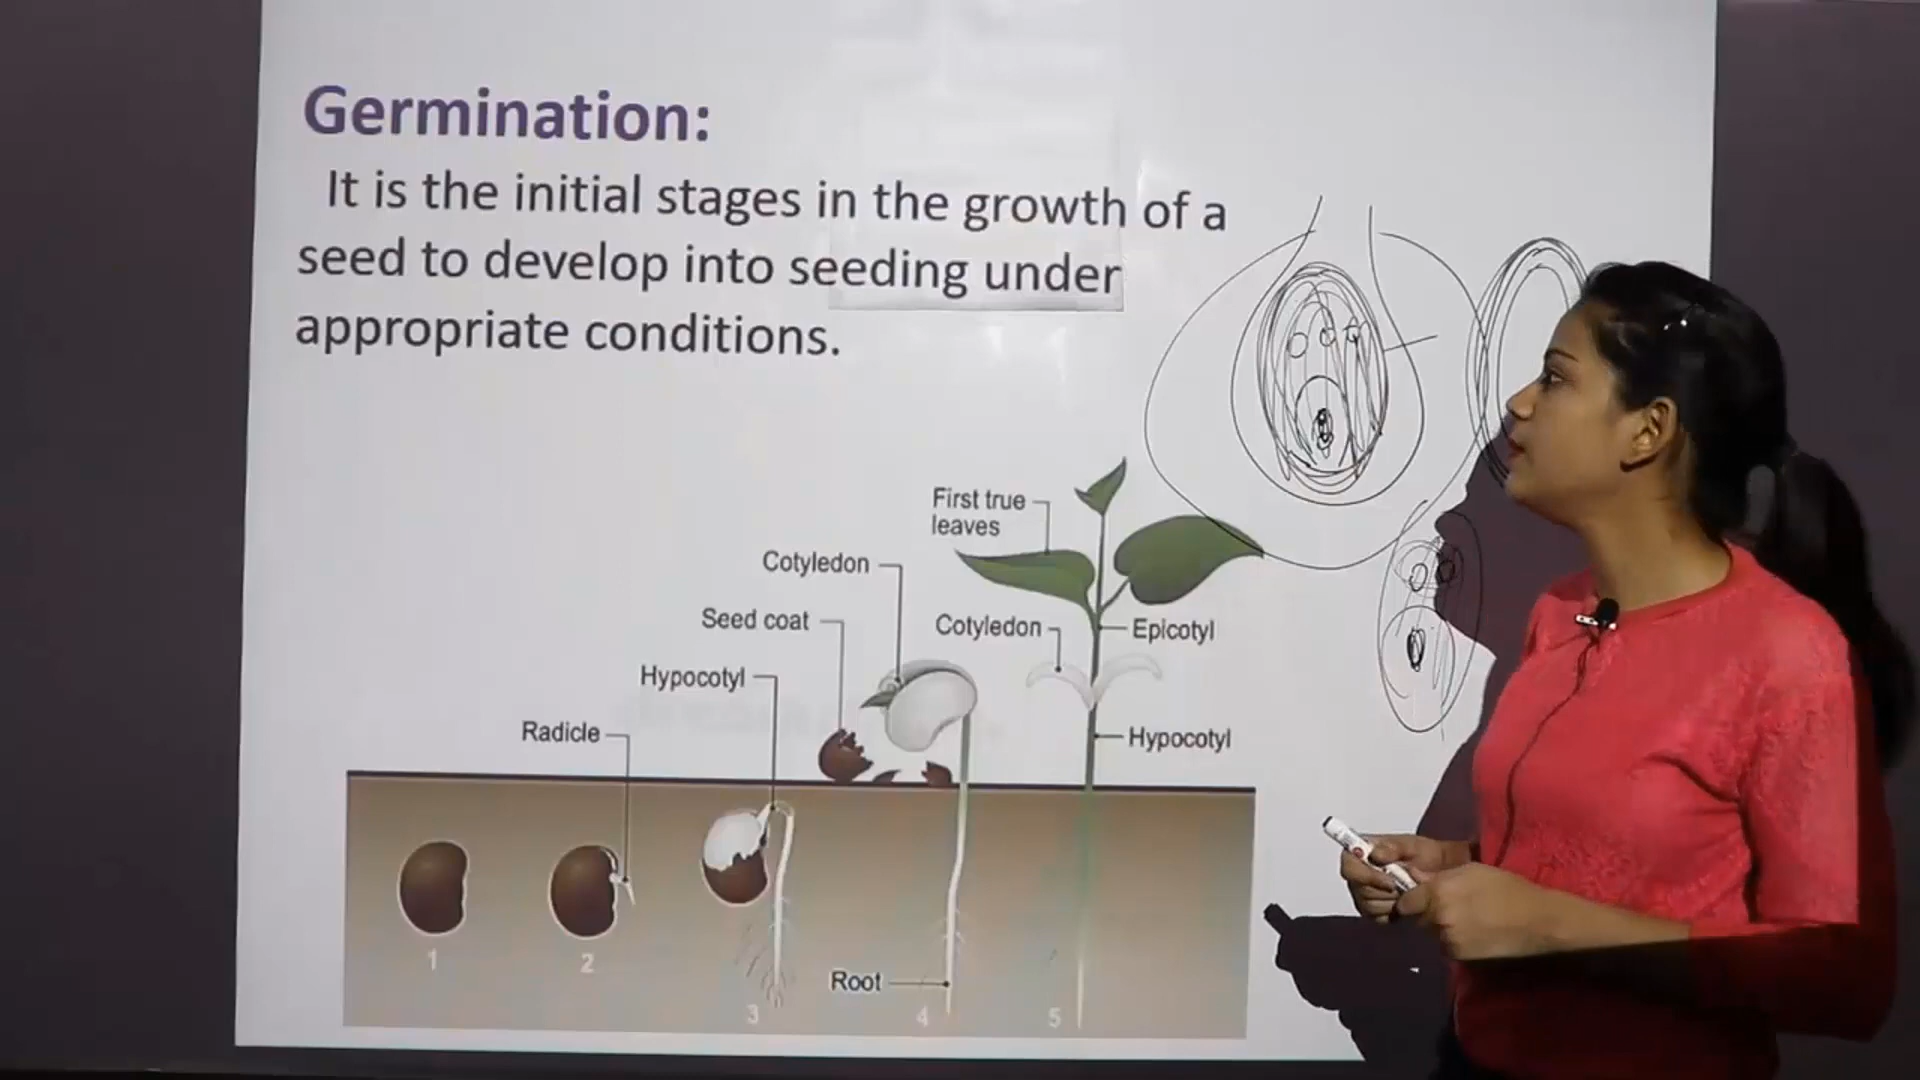 Germination:
It is the initial stages in the growth of a
seed to develop into seeding under
appropriate conditions.
First true
leaves
Cotyledon
Seed coat
Cotyledon
Epicotyl
Hypocotyl
Radicle
Hypocotyl
1
2
Root
3
4
5